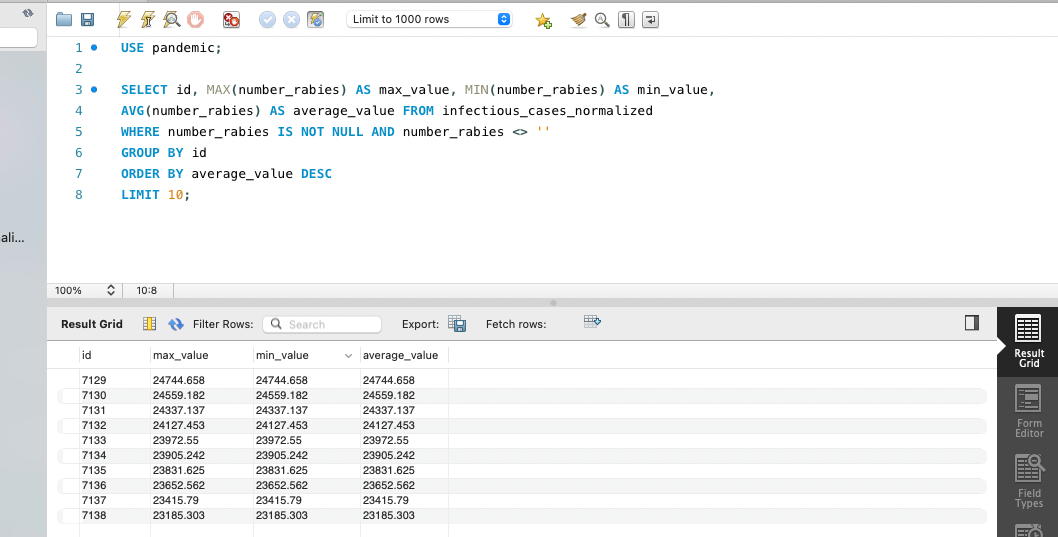 Limit to 1000 rows
1 USE pandemic;
2
3 SELECT id, MAX(number_rabies) AS max_value, MIN(number_rabies) AS min_value,
4 AVG(number_rabies) AS average_value FROM infectious_cases_normalized
5 WHERE number_rabies IS NOT NULL AND number_rabies <> ''
6 GROUP BY id
7 ORDER BY average_value DESC
8 LIMIT 10;
ali...
100% 10:8
Result Grid Filter Rows: Search Export: Fetch rows:
id max_value min_value average_value
7129 24744.658 24744.658 24744.658
7130 24559.182 24559.182 24559.182
7131 24337.137 24337.137 24337.137
7132 24127.453 24127.453 24127.453
7133 23972.55 23972.55 23972.55
7134 23905.242 23905.242 23905.242
7135 23831.625 23831.625 23831.625
7136 23652.562 23652.562 23652.562
7137 23415.79 23415.79 23415.79
7138 23185.303 23185.303 23185.303
Result
Grid
Form
Editor
Field
Types